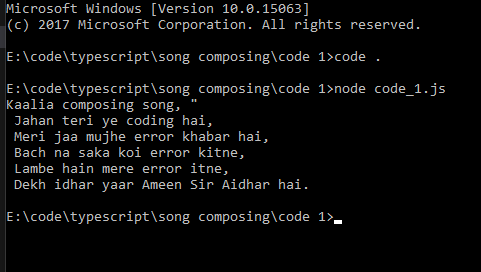 Microsoft Windows [Version 10.0.15063]
(c) 2017 Microsoft Corporation. All rights reserved.
E:\code\typescript\song composing\code 1>code .
E:\code\typescript\song composing\code 1>node code_1.js
Kaalia composing song, "
Jahan teri ye coding hai,
Meri jaa mujhe error khabar hai,
Bach na saka koi error kitne,
Lambe hain mere error itne,
Dekh idhar yaar Ameen Sir Aidhar hai.
E:\code\typescript\song composing\code 1>